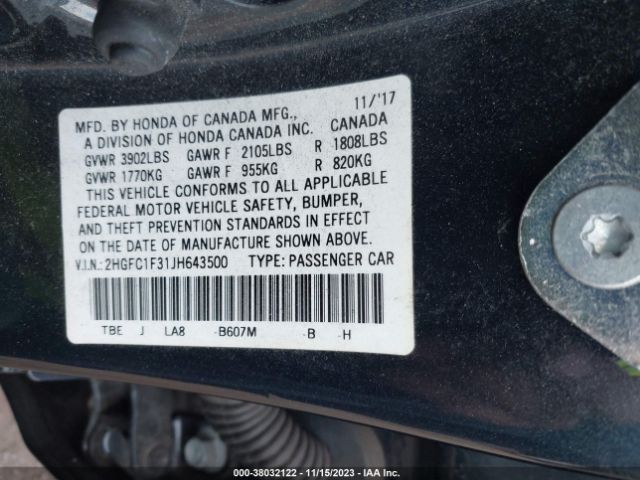 11/'17
MFD. BY HONDA OF CANADA MFG.,
A DIVISION OF HONDA CANADA INC. CANADA
GVWR 3902LBS GAWR F 2105LBS R 1808LBS
GVWR 1770KG GAWR F 955KG R 820KG
THIS VEHICLE CONFORMS TO ALL APPLICABLE
FEDERAL MOTOR VEHICLE SAFETY, BUMPER,
AND THEFT PREVENTION STANDARDS IN EFFECT
ON THE DATE OF MANUFACTURE SHOWN ABOVE.
V.I.N.: 2HGFC1F31JH643500 TYPE: PASSENGER CAR
TBE J LA8 -B607M -B -H
000-38032122 - 11/15/2023 - IAA Inc.